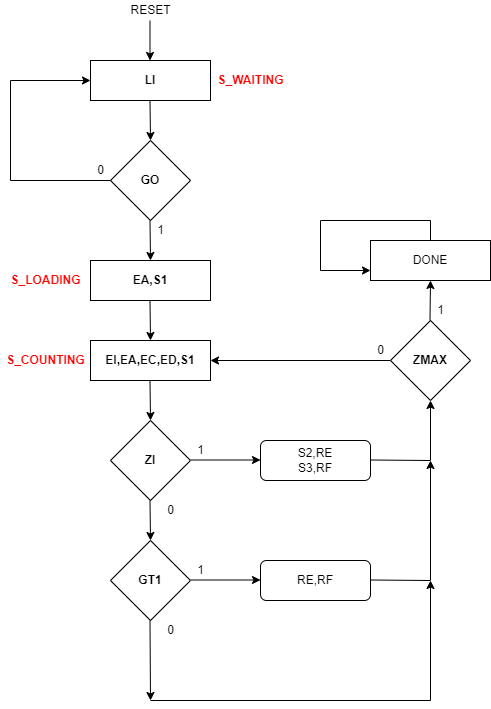 RESET
LI
S_WAITING
0
GO
1
S_LOADING
EA,S1
DONE
1
S_COUNTING
EI,EA,EC,ED,S1
0
ZMAX
ZI
1
S2,RE
S3,RF
0
GT1
1
RE,RF
0